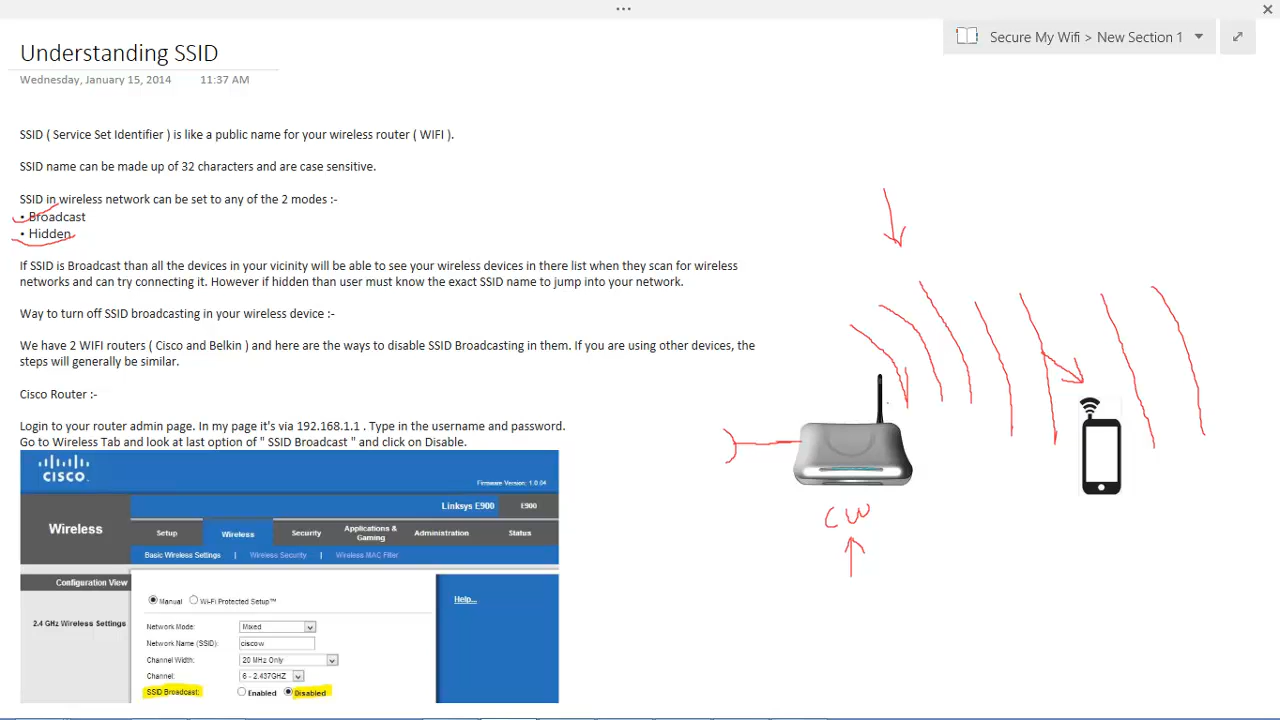 Understanding SSID
Secure My Wifi > New Section 1
Wednesday, January 15, 2014 11:37 AM
SSID ( Service Set Identifier ) is like a public name for your wireless router ( WIFI ).
SSID name can be made up of 32 characters and are case sensitive.
SSID in wireless network can be set to any of the 2 modes :-
• Broadcast
• Hidden
If SSID is Broadcast than all the devices in your vicinity will be able to see your wireless devices in there list when they scan for wireless
networks and can try connecting it. However if hidden than user must know the exact SSID name to jump into your network.
Way to turn off SSID broadcasting in your wireless device :-
We have 2 WIFI routers ( Cisco and Belkin ) and here are the ways to disable SSID Broadcasting in them. If you are using other devices, the
steps will generally be similar.
Cisco Router :-
Login to your router admin page. In my page it's via 192.168.1.1 . Type in the username and password.
Go to Wireless Tab and look at last option of " SSID Broadcast " and click on Disable.
CISCO.
Firmware Version: 1.0.04
Linksys E900 E900
Wireless
Setup Wireless Security Applications & Gaming Administration Status
Basic Wireless Settings | Wireless Security | Wireless MAC Filter
Configuration View
Manual Wi-Fi Protected Setup™
Help...
2.4 GHz Wireless Settings
Network Mode: Mixed
Network Name (SSID): ciscow
Channel Width: 20 MHz Only
Channel: 6 - 2.437GHZ
SSID Broadcast: Enabled Disabled
CW